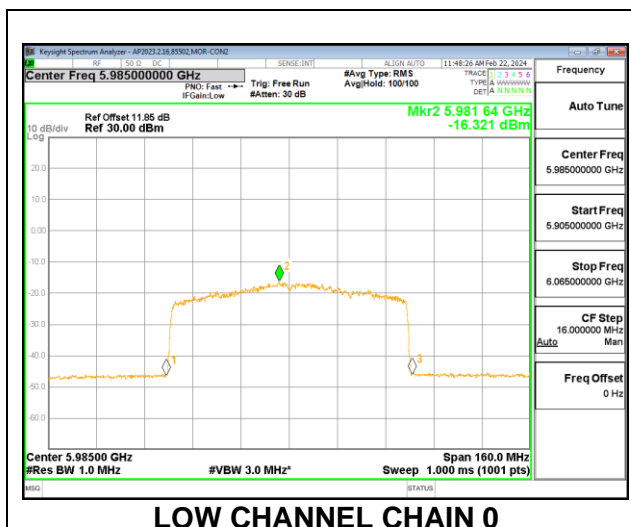 Keysight Spectrum Analyzer - AP2023.2.16,85502,MOR-CON2
RF 50 Ω DC SENSE:INT ALIGN AUTO 11:48:26 AM Feb 22, 2024
Center Freq 5.985000000 GHz
PNO: Fast
IFGain:Low
Trig: Free Run
#Atten: 30 dB
#Avg Type: RMS
Avg|Hold: 100/100
TRACE 1 2 3 4 5 6
TYPE A WWWWW
DET A N N N N N
Ref Offset 11.85 dB
Ref 30.00 dBm
10 dB/div
Log
Mkr2 5.981 64 GHz
-16.321 dBm
20.0
10.0
0.00
-10.0
-20.0
-30.0
-40.0
-50.0
-60.0
2
1
3
Center 5.98500 GHz
Span 160.0 MHz
#Res BW 1.0 MHz
#VBW 3.0 MHz*
Sweep 1.000 ms (1001 pts)
MSG
STATUS
Frequency
Auto Tune
Center Freq
5.985000000 GHz
Start Freq
5.905000000 GHz
Stop Freq
6.065000000 GHz
CF Step
16.000000 MHz
Auto Man
Freq Offset
0 Hz
LOW CHANNEL CHAIN 0